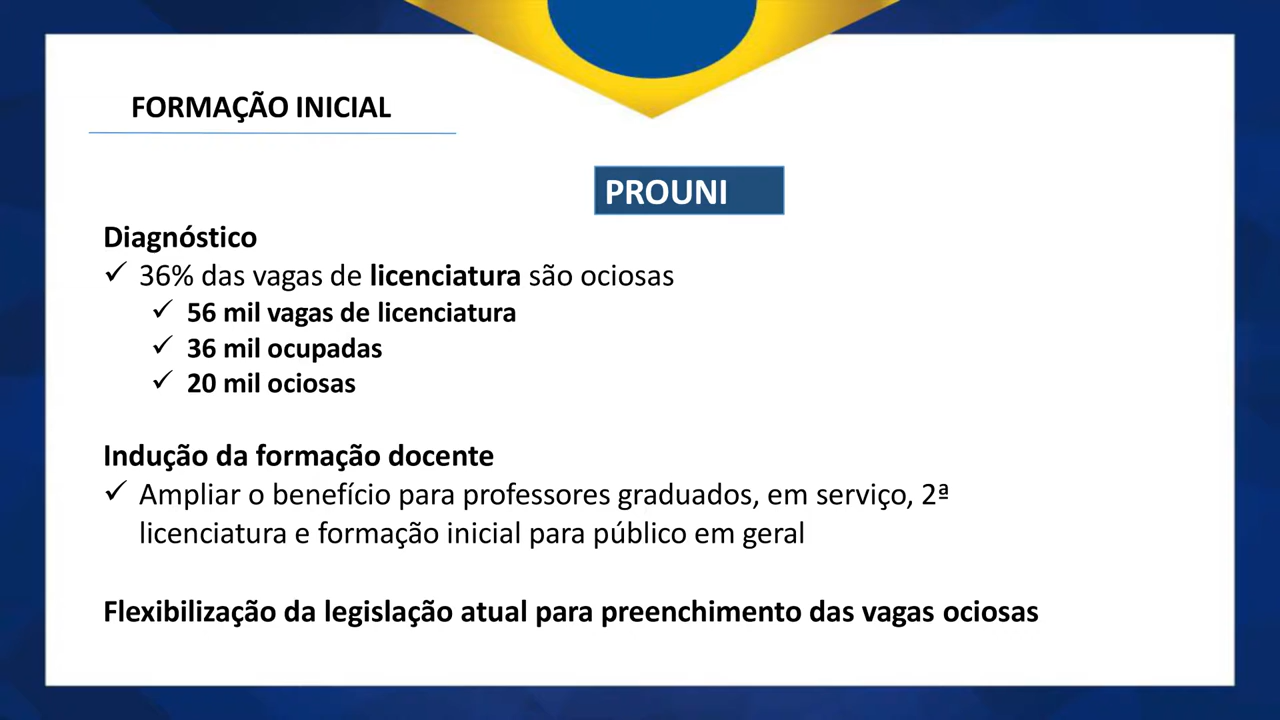 FORMAÇÃO INICIAL
PROUNI
Diagnóstico
✓ 36% das vagas de licenciatura são ociosas
✓ 56 mil vagas de licenciatura
✓ 36 mil ocupadas
✓ 20 mil ociosas
Indução da formação docente
✓ Ampliar o benefício para professores graduados, em serviço, 2ª
licenciatura e formação inicial para público em geral
Flexibilização da legislação atual para preenchimento das vagas ociosas